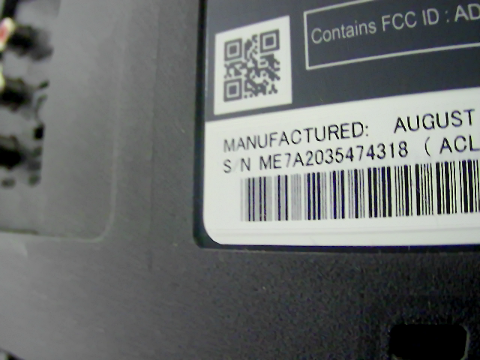 Contains FCC ID : AD
MANUFACTURED: AUGUST
S/N ME7A2035474318 ( ACL